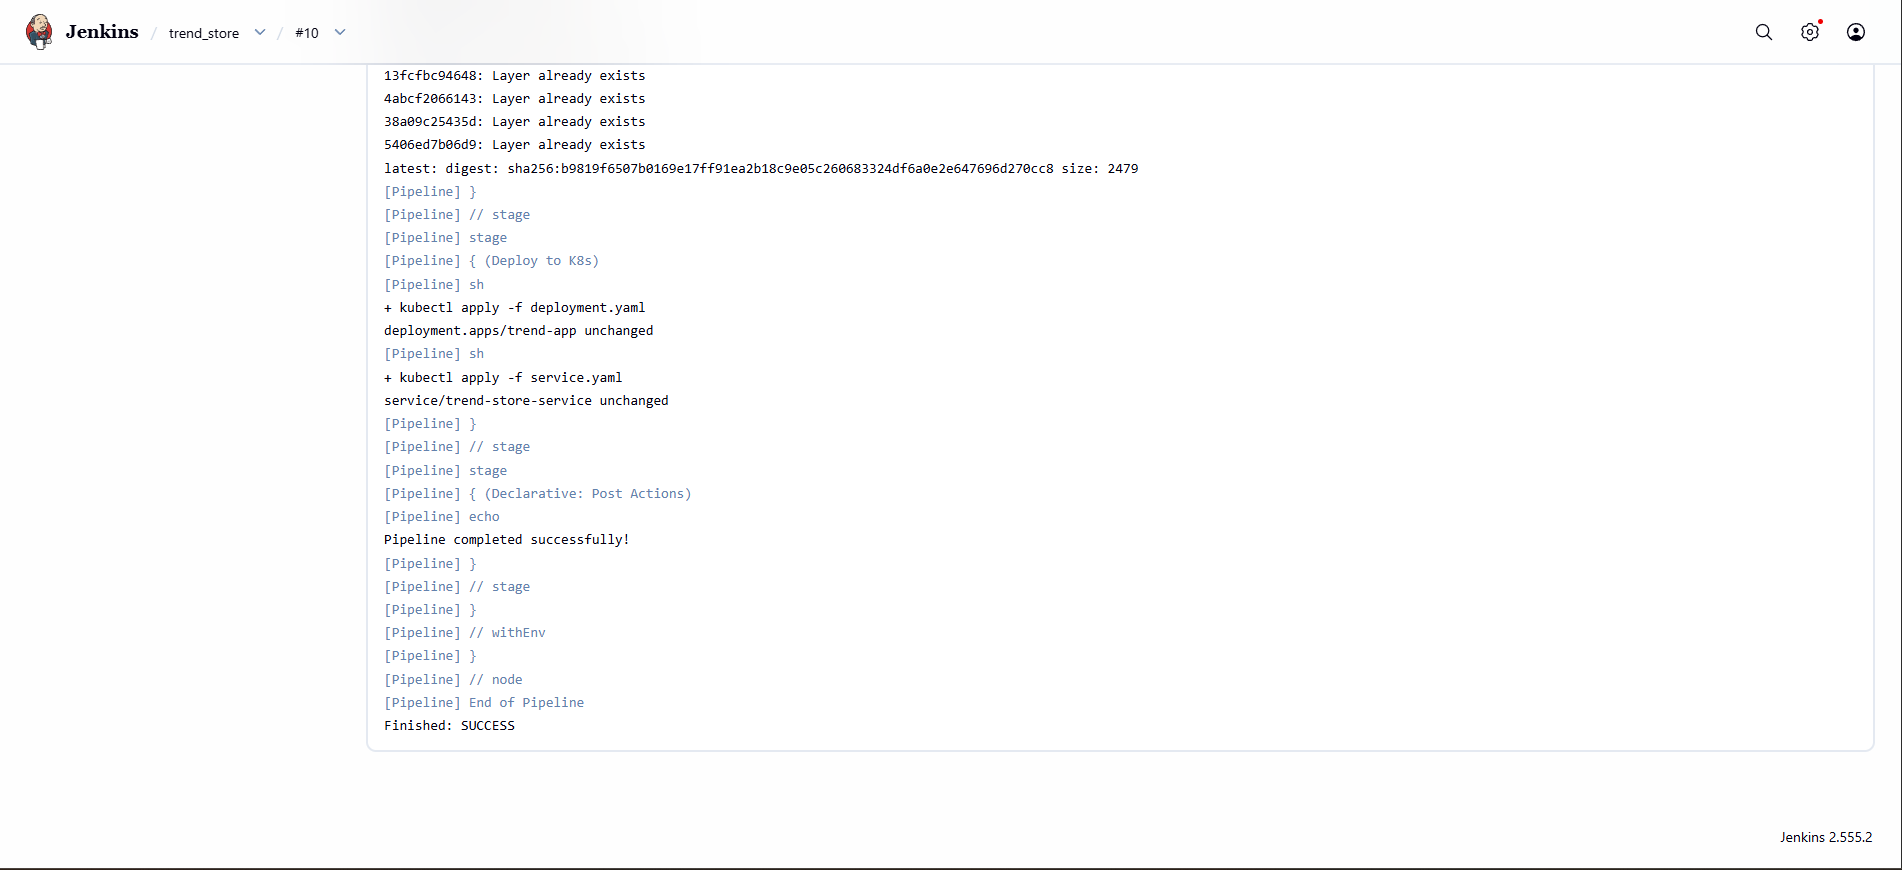 Jenkins / trend_store / #10
13fcfbc94648: Layer already exists
4abcf2066143: Layer already exists
38a09c25435d: Layer already exists
5406ed7b06d9: Layer already exists
latest: digest: sha256:b9819f6507b0169e17ff91ea2b18c9e05c260683324df6a0e2e647696d270cc8 size: 2479
[Pipeline] }
[Pipeline] // stage
[Pipeline] stage
[Pipeline] { (Deploy to K8s)
[Pipeline] sh
+ kubectl apply -f deployment.yaml
deployment.apps/trend-app unchanged
[Pipeline] sh
+ kubectl apply -f service.yaml
service/trend-store-service unchanged
[Pipeline] }
[Pipeline] // stage
[Pipeline] stage
[Pipeline] { (Declarative: Post Actions)
[Pipeline] echo
Pipeline completed successfully!
[Pipeline] }
[Pipeline] // stage
[Pipeline] }
[Pipeline] // withEnv
[Pipeline] }
[Pipeline] // node
[Pipeline] End of Pipeline
Finished: SUCCESS
Jenkins 2.555.2